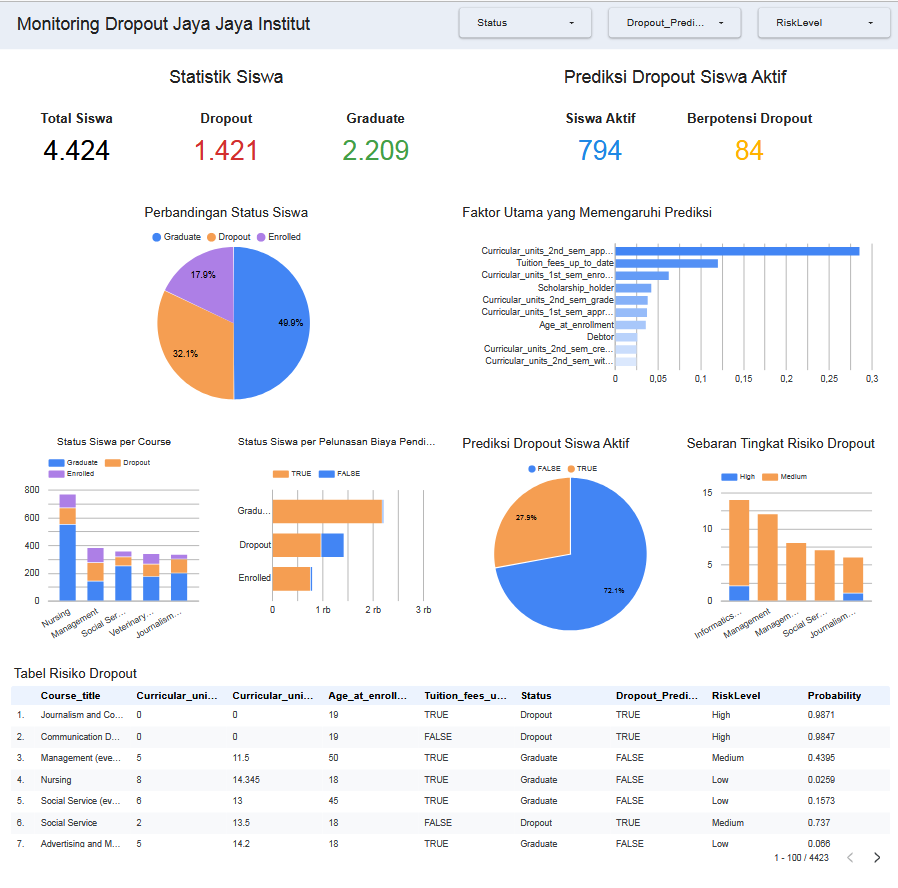 Monitoring Dropout Jaya Jaya Institut
Status
Dropout_Predi...
RiskLevel
Statistik Siswa
Prediksi Dropout Siswa Aktif
Total Siswa
Dropout
Graduate
Siswa Aktif
Berpotensi Dropout
4.424
1.421
2.209
794
84
Perbandingan Status Siswa
Graduate Dropout Enrolled
17.9%
49.9%
32.1%
Faktor Utama yang Memengaruhi Prediksi
Curricular_units_2nd_sem_app...
Tuition_fees_up_to_date
Curricular_units_1st_sem_enro...
Scholarship_holder
Curricular_units_2nd_sem_grade
Curricular_units_1st_sem_appr...
Age_at_enrollment
Debtor
Curricular_units_2nd_sem_cre...
Curricular_units_2nd_sem_wit...
0 0,05 0,1 0,15 0,2 0,25 0,3
Status Siswa per Course
Graduate Dropout
Enrolled
800
600
400
200
0
Nursing
Management
Social Ser...
Veterinary...
Journalism...
Status Siswa per Pelunasan Biaya Pendi...
TRUE FALSE
Gradu...
Dropout
Enrolled
0 1 rb 2 rb 3 rb
Prediksi Dropout Siswa Aktif
FALSE TRUE
27.9%
72.1%
Sebaran Tingkat Risiko Dropout
High Medium
15
10
5
0
Informatics...
Management
Managem...
Social Ser...
Journalism...
Tabel Risiko Dropout
Course_title Curricular_uni... Curricular_uni... Age_at_enroll... Tuition_fees_u... Status Dropout_Predi... RiskLevel Probability
1. Journalism and Co... 0 0 19 TRUE Dropout TRUE High 0.9871
2. Communication D... 0 0 19 FALSE Dropout TRUE High 0.9847
3. Management (eve... 5 11.5 50 TRUE Graduate FALSE Medium 0.4395
4. Nursing 8 14.345 18 TRUE Graduate FALSE Low 0.0259
5. Social Service (ev... 6 13 45 TRUE Graduate FALSE Low 0.1573
6. Social Service 2 13.5 18 FALSE Dropout TRUE Medium 0.737
7. Advertising and M... 5 14.2 18 TRUE Graduate FALSE Low 0.066
1 - 100 / 4423